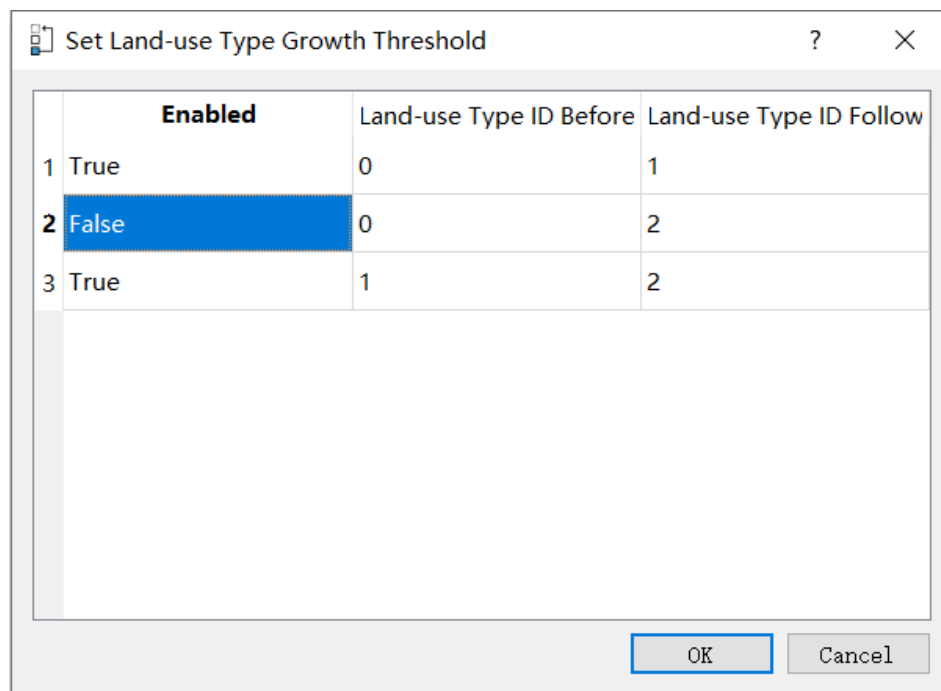 Set Land-use Type Growth Threshold ? ×
Enabled Land-use Type ID Before Land-use Type ID Follow
1 True 0 1
2 False 0 2
3 True 1 2
OK Cancel